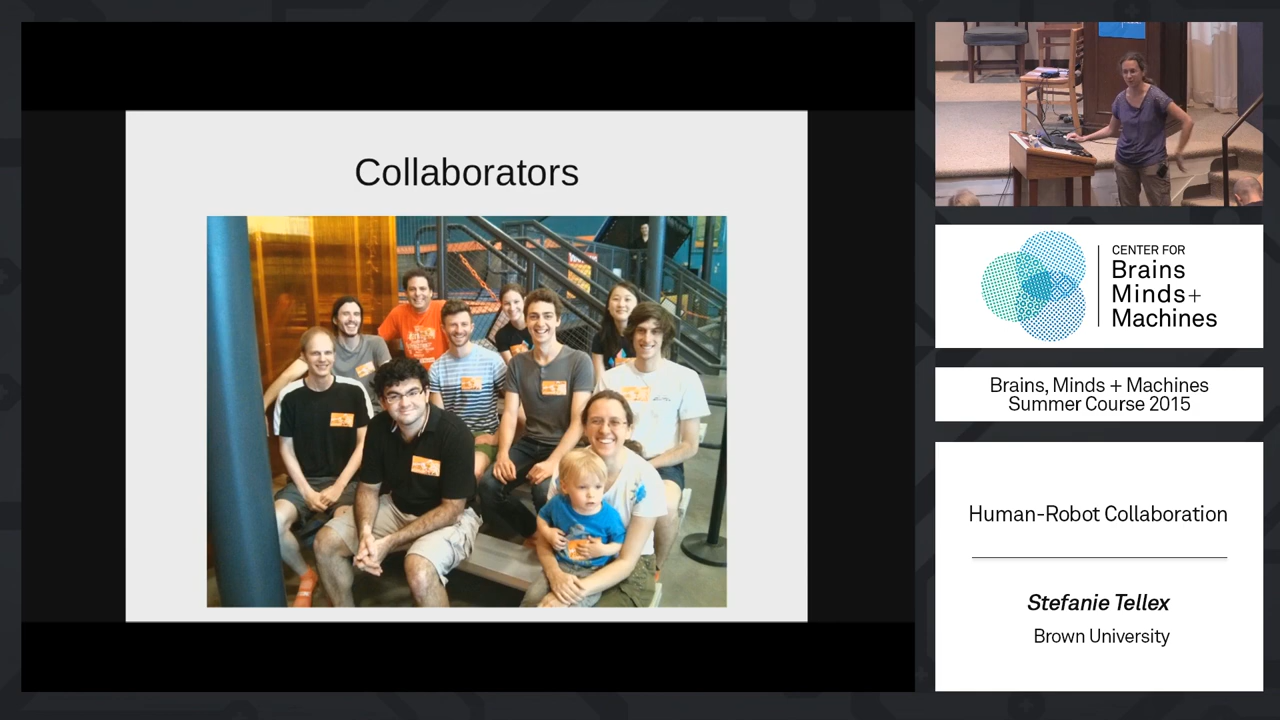 Collaborators
CENTER FOR
Brains
Minds+
Machines
Brains, Minds + Machines
Summer Course 2015
Human-Robot Collaboration
Stefanie Tellex
Brown University